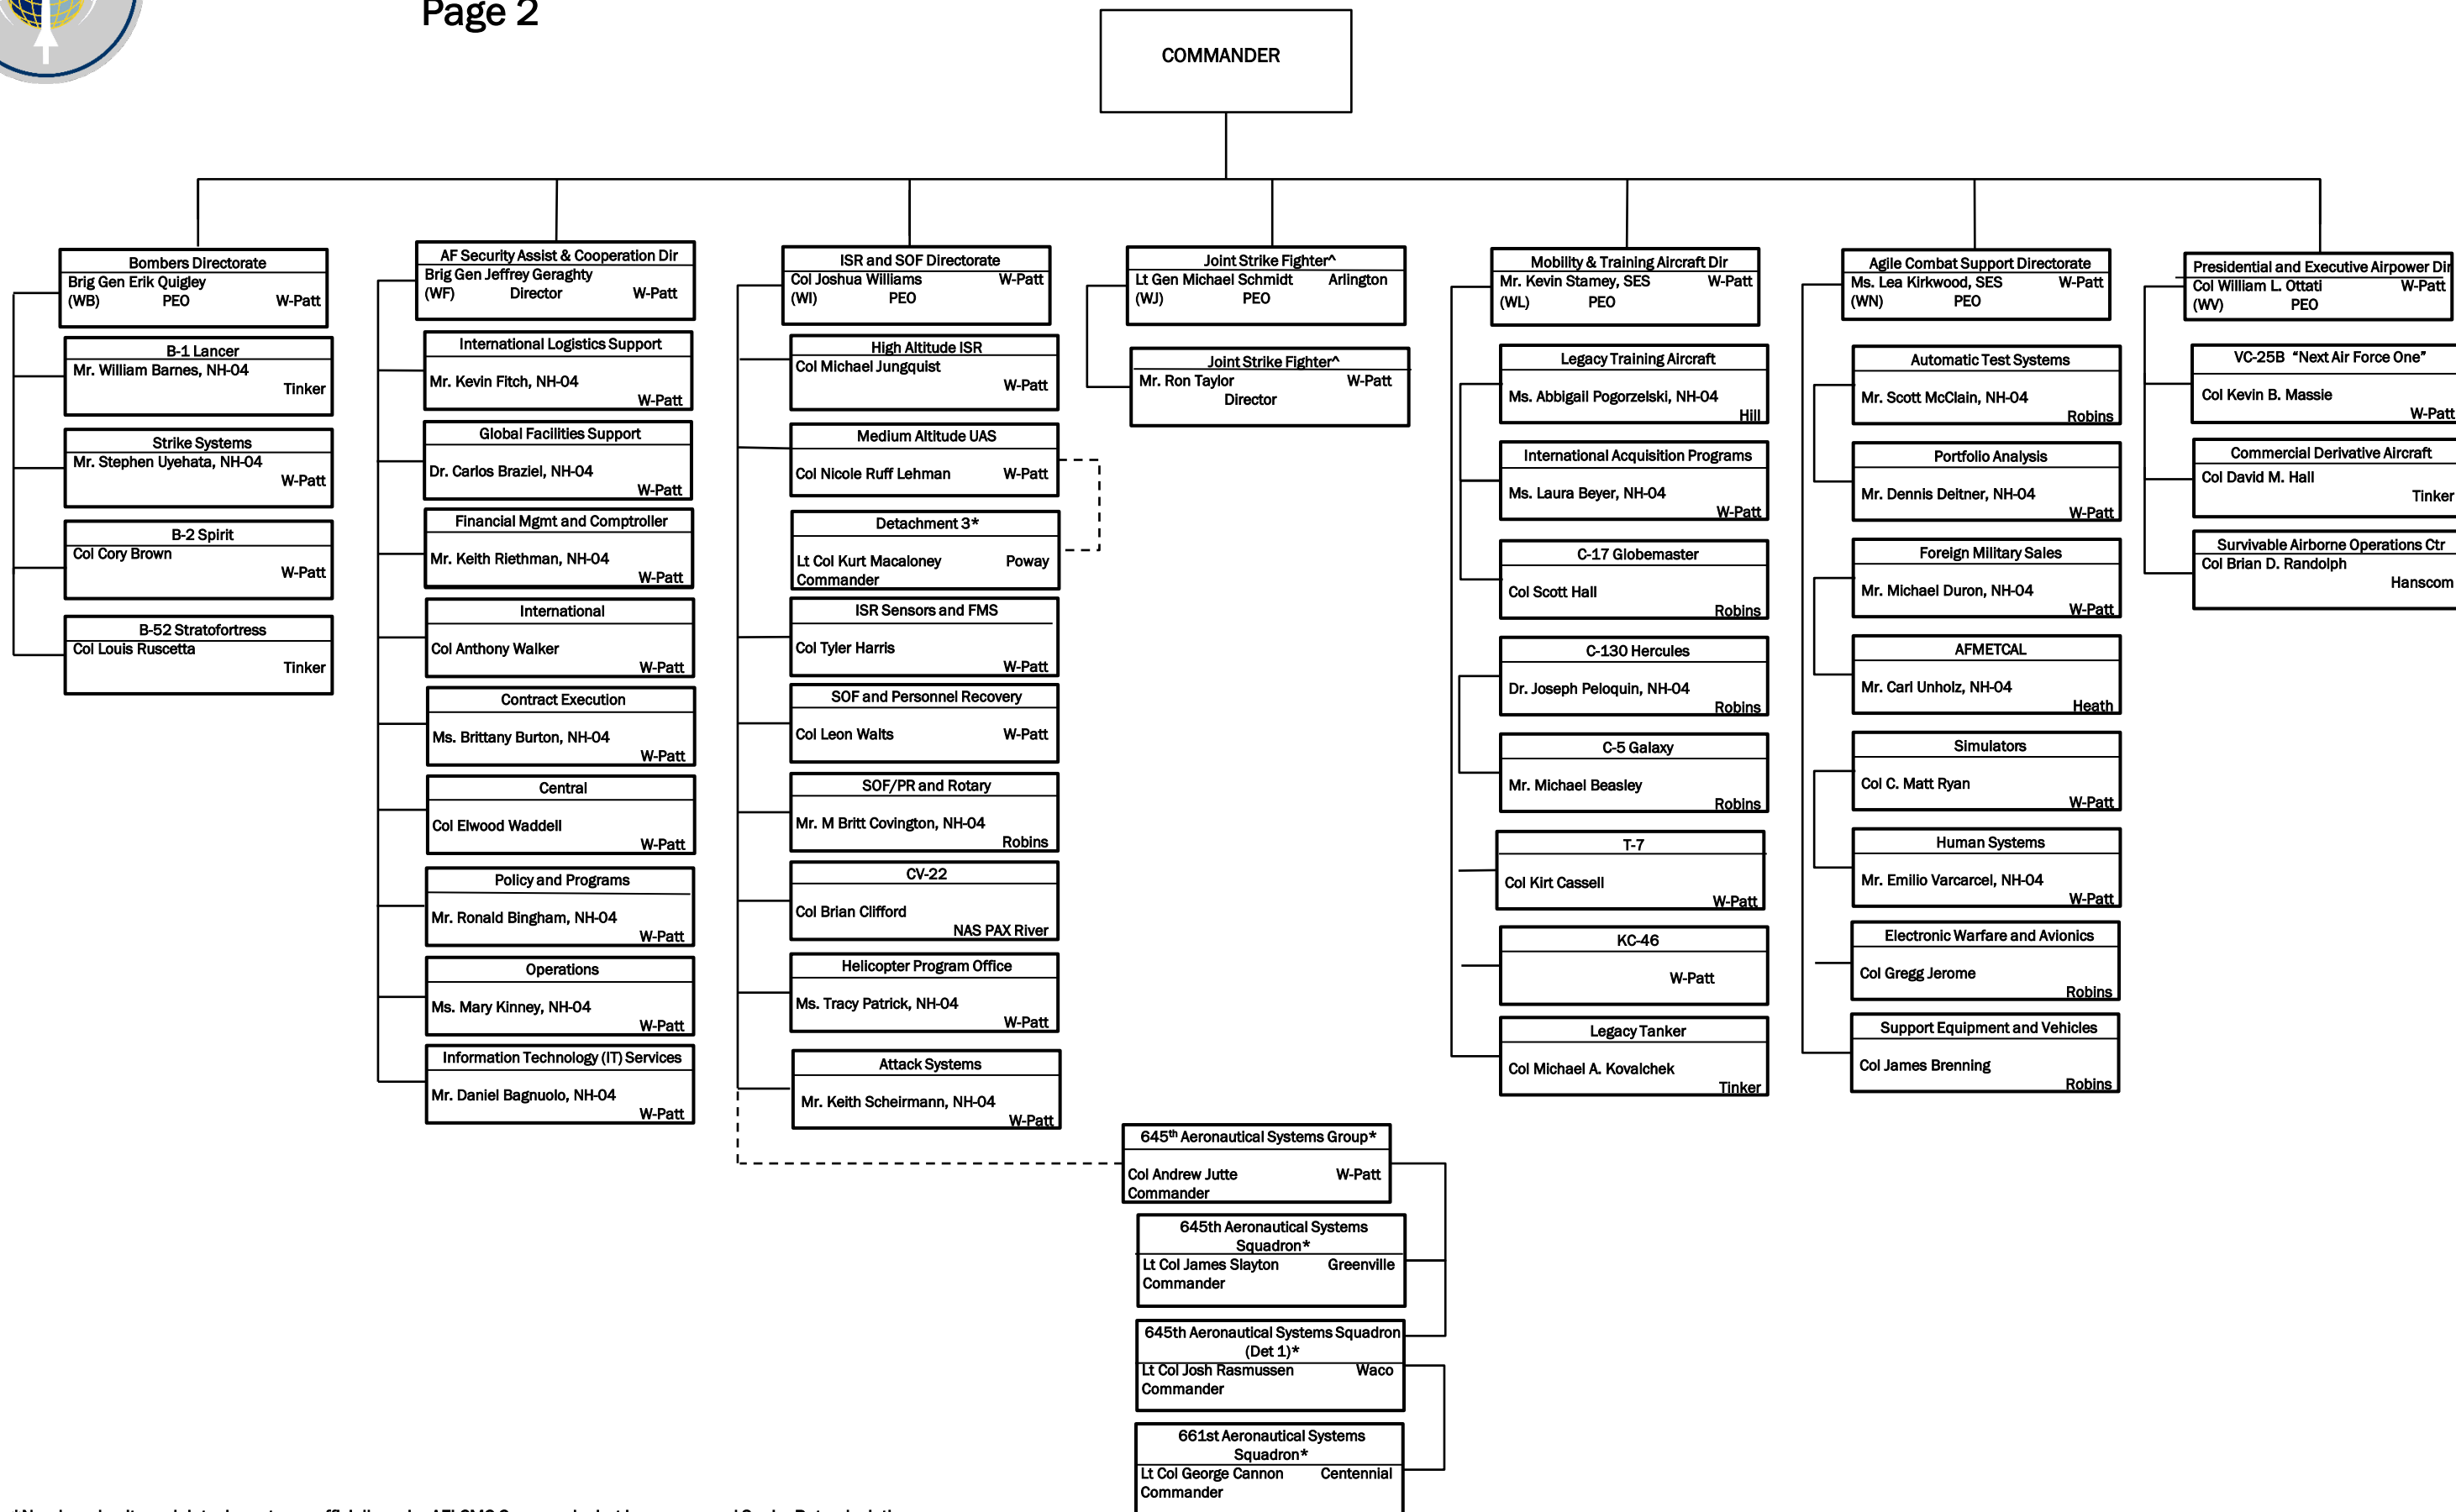 Page 2
COMMANDER
Bombers Directorate
Brig Gen Erik Quigley
(WB) PEO W-Patt
B-1 Lancer
Mr. William Barnes, NH-04
Tinker
Strike Systems
Mr. Stephen Uyehata, NH-04
W-Patt
B-2 Spirit
Col Cory Brown
W-Patt
B-52 Stratofortress
Col Louis Ruscetta
Tinker
AF Security Assist & Cooperation Dir
Brig Gen Jeffrey Geraghty
(WF) Director W-Patt
International Logistics Support
Mr. Kevin Fitch, NH-04
W-Patt
Global Facilities Support
Dr. Carlos Braziel, NH-04
W-Patt
Financial Mgmt and Comptroller
Mr. Keith Riethman, NH-04
W-Patt
International
Col Anthony Walker
W-Patt
Contract Execution
Ms. Brittany Burton, NH-04
W-Patt
Central
Col Elwood Waddell
W-Patt
Policy and Programs
Mr. Ronald Bingham, NH-04
W-Patt
Operations
Ms. Mary Kinney, NH-04
W-Patt
Information Technology (IT) Services
Mr. Daniel Bagnuolo, NH-04
W-Patt
ISR and SOF Directorate
Col Joshua Williams W-Patt
(WI) PEO
High Altitude ISR
Col Michael Jungquist
W-Patt
Medium Altitude UAS
Col Nicole Ruff Lehman W-Patt
Detachment 3*
Lt Col Kurt Macaloney Poway
Commander
ISR Sensors and FMS
Col Tyler Harris
W-Patt
SOF and Personnel Recovery
Col Leon Walts W-Patt
SOF/PR and Rotary
Mr. M Britt Covington, NH-04
Robins
CV-22
Col Brian Clifford
NAS PAX River
Helicopter Program Office
Ms. Tracy Patrick, NH-04
W-Patt
Attack Systems
Mr. Keith Scheirmann, NH-04
W-Patt
Joint Strike Fighter^
Lt Gen Michael Schmidt Arlington
(WJ) PEO
Joint Strike Fighter^
Mr. Ron Taylor W-Patt
Director
645th Aeronautical Systems Group*
Col Andrew Jutte W-Patt
Commander
645th Aeronautical Systems
Squadron*
Lt Col James Slayton Greenville
Commander
645th Aeronautical Systems Squadron
(Det 1)*
Lt Col Josh Rasmussen Waco
Commander
661st Aeronautical Systems
Squadron*
Lt Col George Cannon Centennial
Commander
Mobility & Training Aircraft Dir
Mr. Kevin Stamey, SES W-Patt
(WL) PEO
Legacy Training Aircraft
Ms. Abbigail Pogorzelski, NH-04
Hill
International Acquisition Programs
Ms. Laura Beyer, NH-04
W-Patt
C-17 Globemaster
Col Scott Hall
Robins
C-130 Hercules
Dr. Joseph Peloquin, NH-04
Robins
C-5 Galaxy
Mr. Michael Beasley
Robins
T-7
Col Kirt Cassell
W-Patt
KC-46
W-Patt
Legacy Tanker
Col Michael A. Kovalchek
Tinker
Agile Combat Support Directorate
Ms. Lea Kirkwood, SES W-Patt
(WN) PEO
Automatic Test Systems
Mr. Scott McClain, NH-04
Robins
Portfolio Analysis
Mr. Dennis Deitner, NH-04
W-Patt
Foreign Military Sales
Mr. Michael Duron, NH-04
W-Patt
AFMETCAL
Mr. Carl Unholz, NH-04
Heath
Simulators
Col C. Matt Ryan
W-Patt
Human Systems
Mr. Emilio Varcarcel, NH-04
W-Patt
Electronic Warfare and Avionics
Col Gregg Jerome
Robins
Support Equipment and Vehicles
Col James Brenning
Robins
Presidential and Executive Airpower Dir
Col William L. Ottati W-Patt
(WV) PEO
VC-25B “Next Air Force One”
Col Kevin B. Massie
W-Patt
Commercial Derivative Aircraft
Col David M. Hall
Tinker
Survivable Airborne Operations Ctr
Col Brian D. Randolph
Hanscom